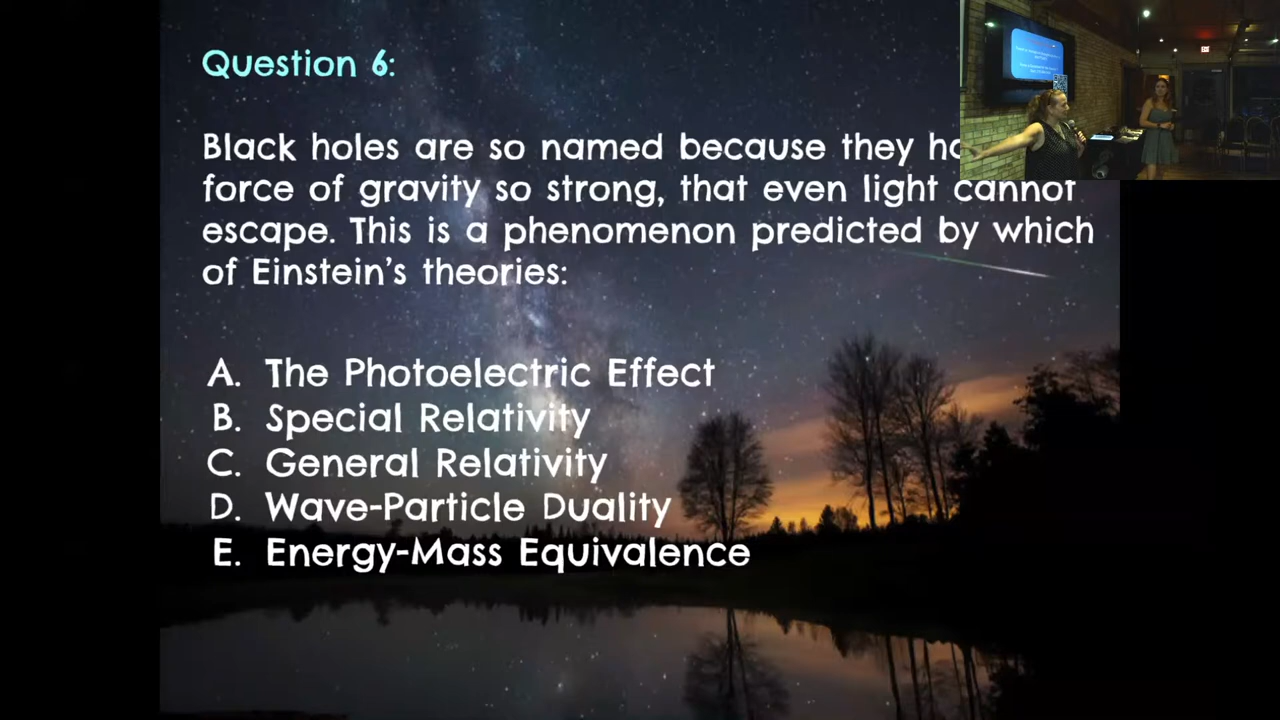 Question 6:
Black holes are so named because they
force of gravity so strong, that even light cannot
escape. This is a phenomenon predicted by which
of Einstein's theories:
A. The Photoelectric Effect
B. Special Relativity
C. General Relativity
D. Wave-Particle Duality
E. Energy-Mass Equivalence